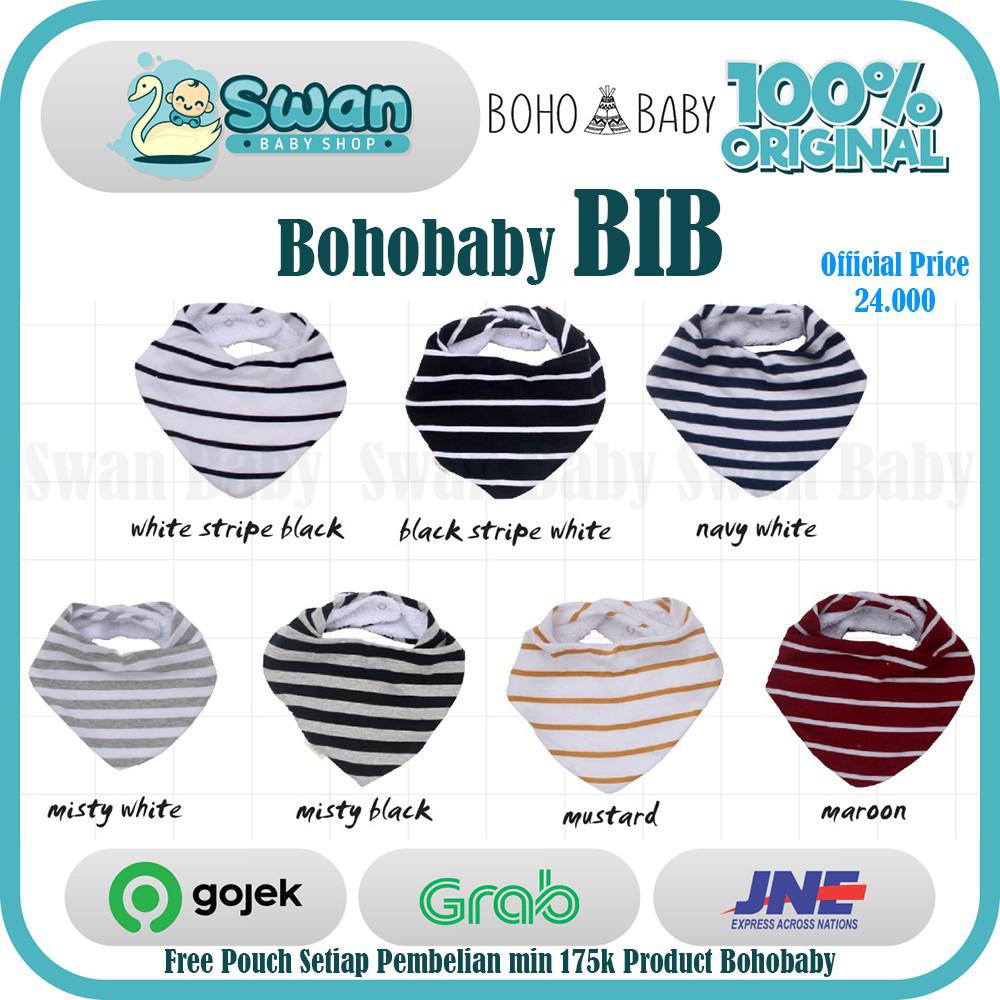 Swan
BABY SHOP
BOHO BABY
100%
ORIGINAL
Bohobaby BIB
Official Price
24.000
Swan Baby Swan Baby Swan Baby
white stripe black
black stripe white
navy white
misty white
misty black
mustard
maroon
gojek
Grab
JNE
EXPRESS ACROSS NATIONS
Free Pouch Setiap Pembelian min 175k Product Bohobaby